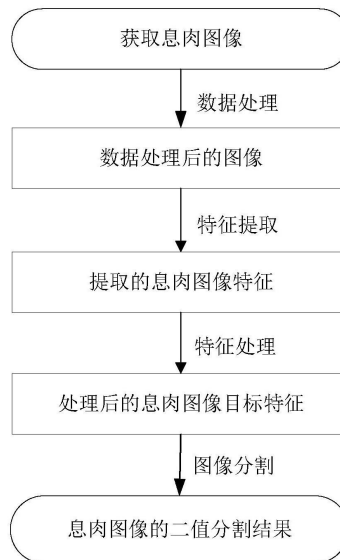 获取息肉图像
数据处理
数据处理后的图像
特征提取
提取的息肉图像特征
特征处理
处理后的息肉图像目标特征
图像分割
息肉图像的二值分割结果